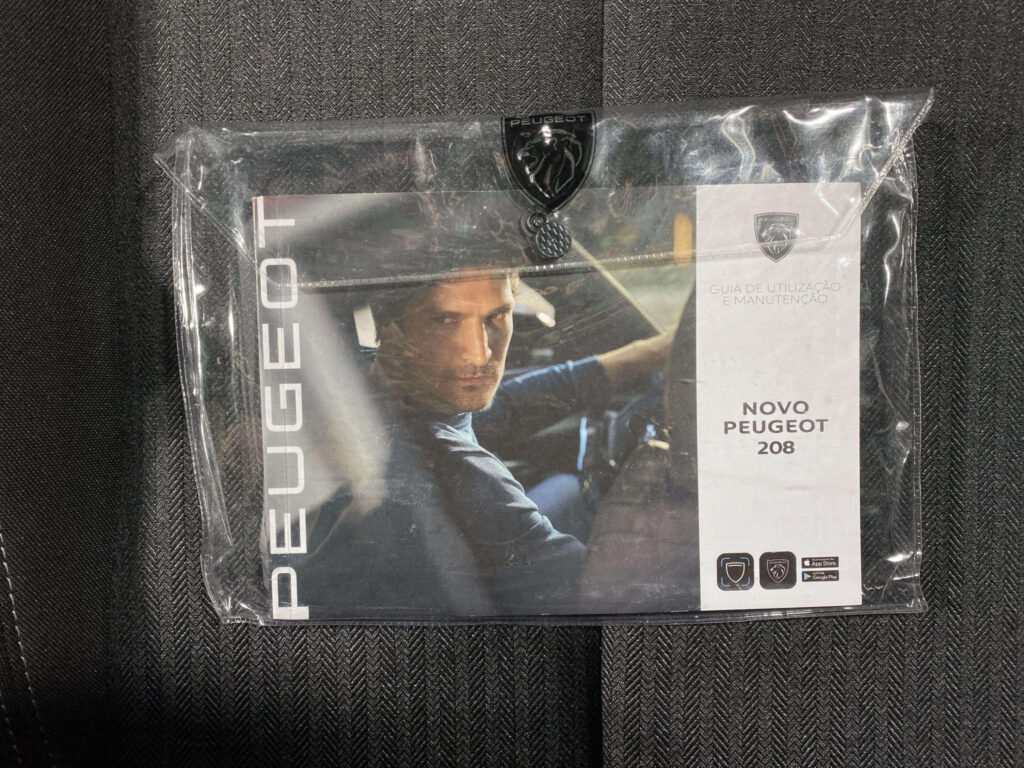 PEUGEOT
PEUGEOT
PEUGEOT
GUIA DE UTILIZAÇÃO
E MANUTENÇÃO
NOVO
PEUGEOT
208
App Store
Google Play